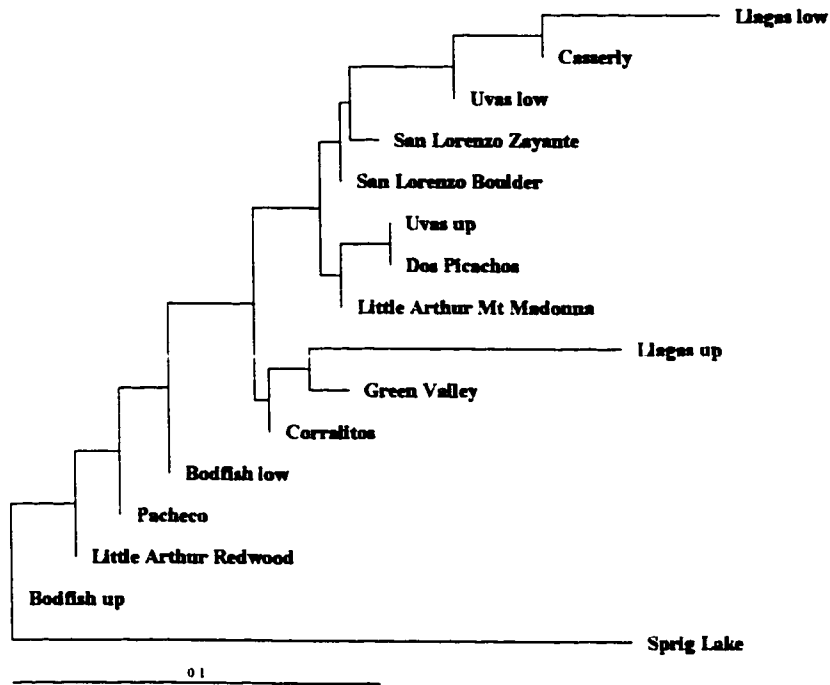 Llagas low
Casserly
Uvas low
San Lorenzo Zayante
San Lorenzo Boulder
Uvas up
Dos Picachos
Little Arthur Mt Madonna
Llagas up
Green Valley
Corralitos
Bodfish low
Pacheco
Little Arthur Redwood
Bodfish up
Sprig Lake
0 1